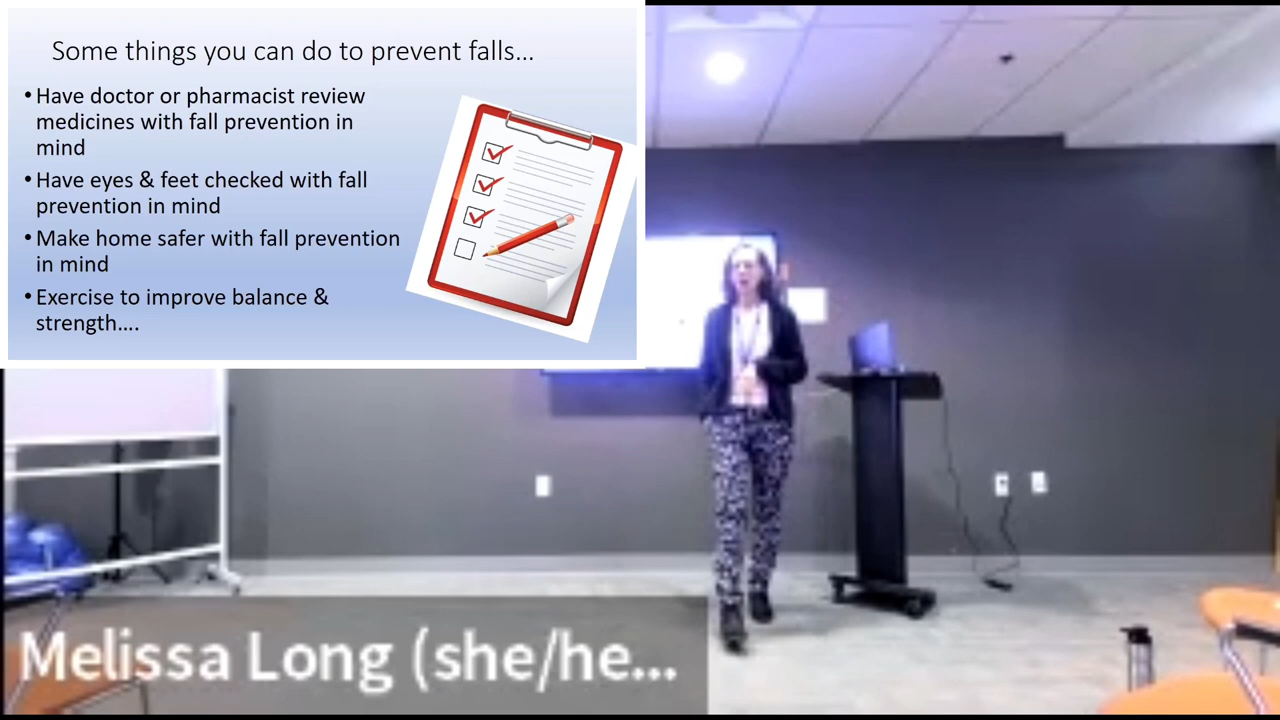 Some things you can do to prevent falls...
• Have doctor or pharmacist review
medicines with fall prevention in
mind
• Have eyes & feet checked with fall
prevention in mind
• Make home safer with fall prevention
in mind
• Exercise to improve balance &
strength....
Melissa Long (she/he...